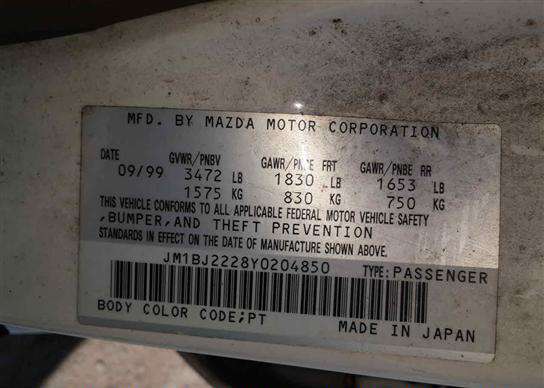 MFD. BY MAZDA MOTOR CORPORATION
DATE GVWR/PNBV GAWR/PNBE FRT GAWR/PNBE RR
09/99 3472 LB 1830 LB 1653 LB
1575 KG 830 KG 750 KG
THIS VEHICLE CONFORMS TO ALL APPLICABLE FEDERAL MOTOR VEHICLE SAFETY
,BUMPER,AND THEFT PREVENTION
STANDARDS IN EFFECT ON THE DATE OF MANUFACTURE SHOWN ABOVE.
JM1BJ2228Y0204850 TYPE:PASSENGER
BODY COLOR CODE;PT MADE IN JAPAN